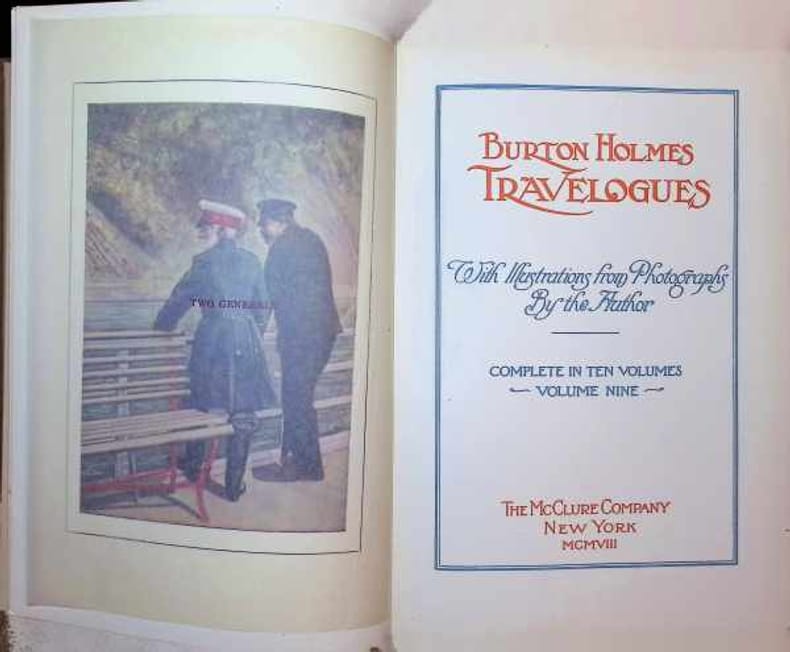 TWO GENERALS
BURTON HOLMES
TRAVELOGUES
With Illustrations from Photographs
By the Author
COMPLETE IN TEN VOLUMES
VOLUME NINE
THE MCCLURE COMPANY
NEW YORK
MCMVIII